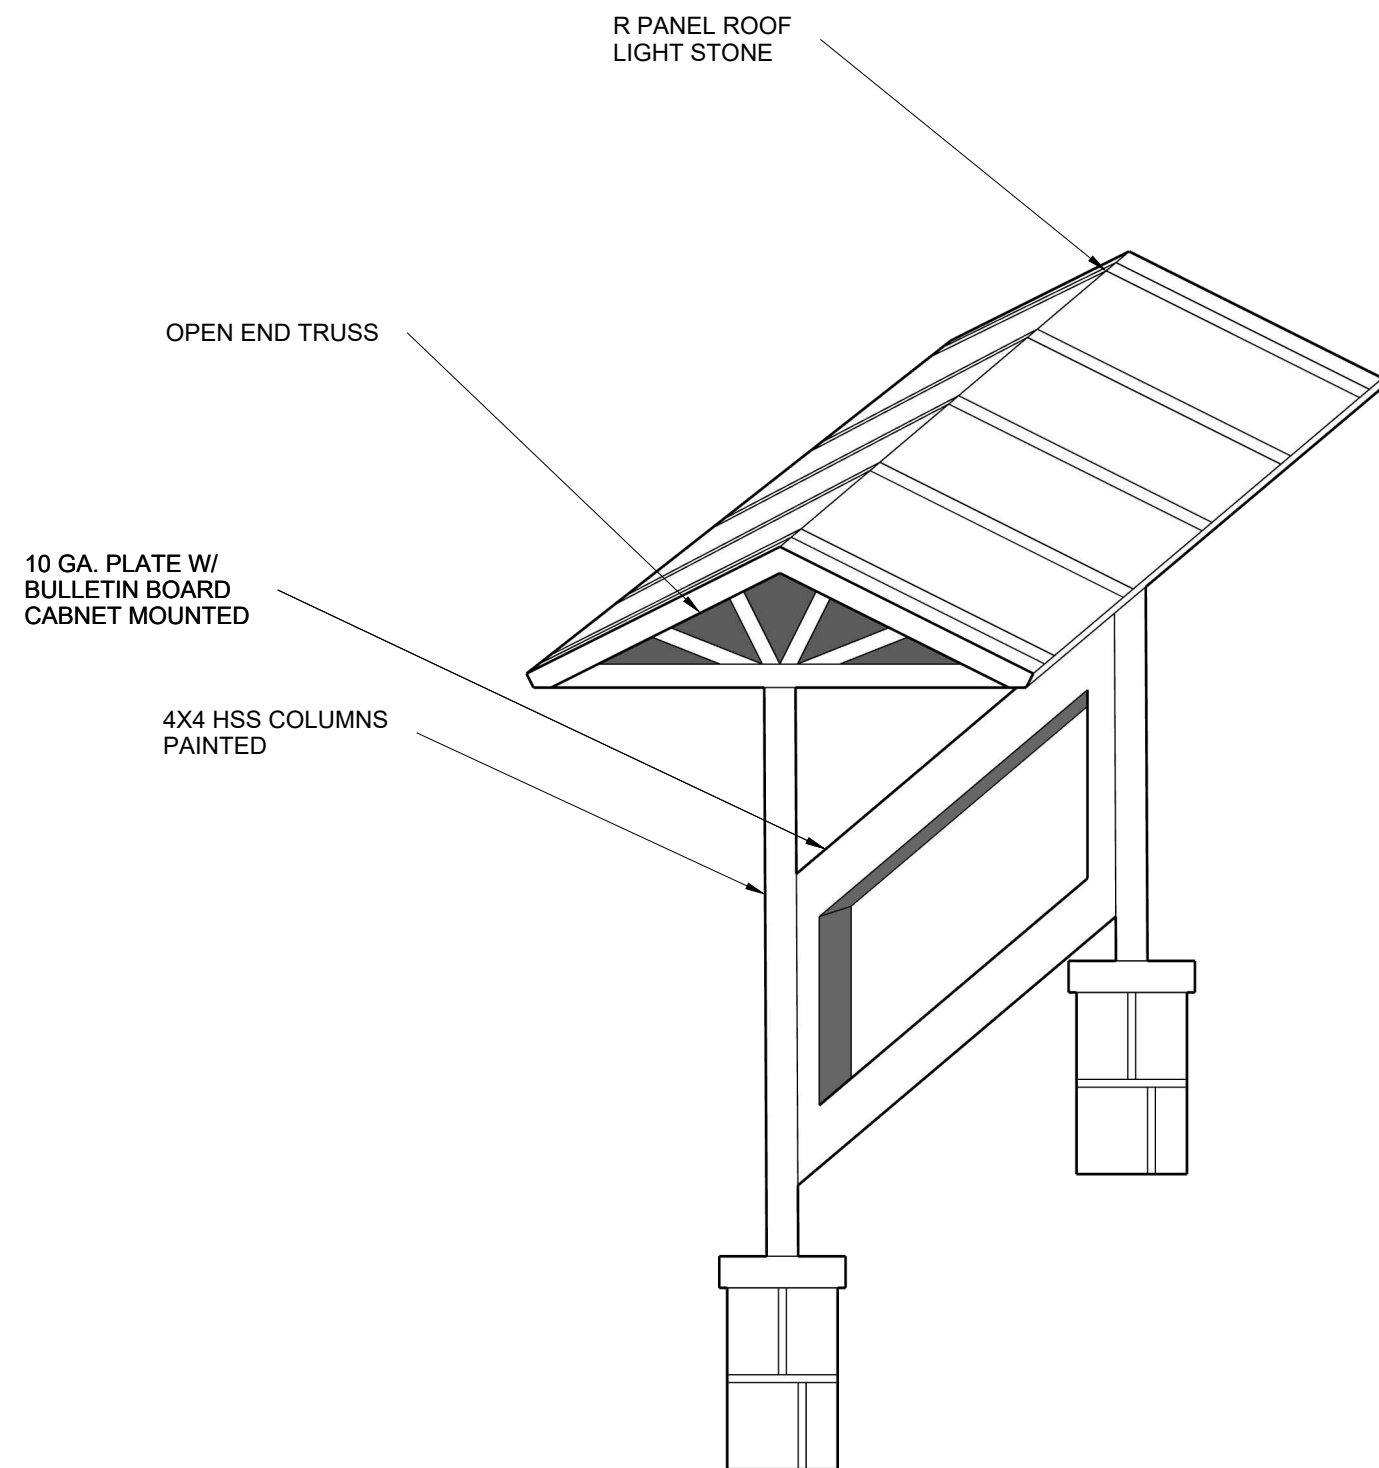 R PANEL ROOF
LIGHT STONE
OPEN END TRUSS
10 GA. PLATE W/
BULLETIN BOARD
CABNET MOUNTED
4X4 HSS COLUMNS
PAINTED